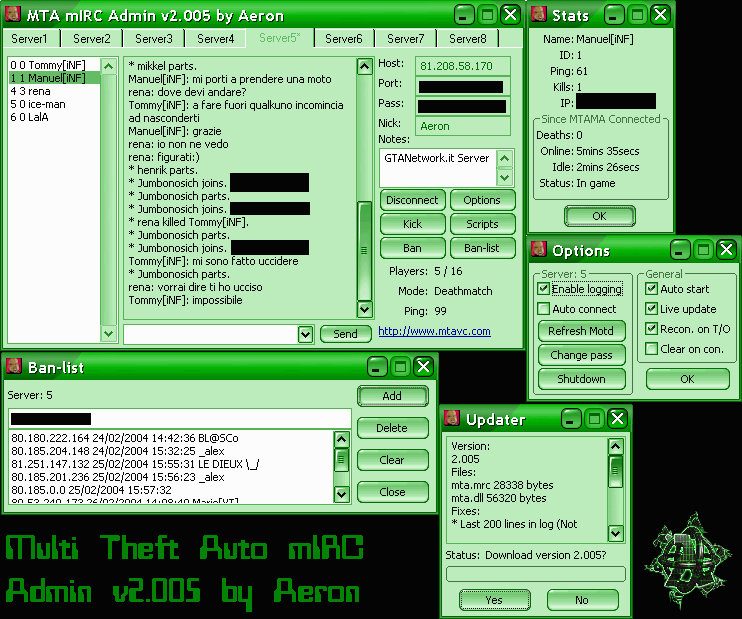 MTA mIRC Admin v2.005 by Aeron
Server1 Server2 Server3 Server4 Server5* Server6 Server7 Server8
0 0 Tommy[iNF]
1 1 Manuel[iNF]
4 3 rena
5 0 ice-man
6 0 LalA
* mikkel parts.
Manuel[iNF]: mi porti a prendere una moto
rena: dove devi andare?
Tommy[iNF]: a fare fuori qualkuno incomincia
ad nasconderti
Manuel[iNF]: grazie
rena: io non ne vedo
rena: figurati:)
* henrik parts.
* Jumbonosich joins.
* Jumbonosich parts.
* Jumbonosich joins.
* rena killed Tommy[iNF].
* Jumbonosich parts.
* Jumbonosich joins.
Tommy[iNF]: mi sono fatto uccidere
* Jumbonosich parts.
rena: vorrai dire ti ho ucciso
Tommy[iNF]: impossibile
Send
Host: 81.208.58.170
Port:
Pass:
Nick: Aeron
Notes:
GTANetwork.it Server
Disconnect Options
Kick Scripts
Ban Ban-list
Players: 5 / 16
Mode: Deathmatch
Ping: 99
http://www.mtavc.com
Stats
Name: Manuel[iNF]
ID: 1
Ping: 61
Kills: 1
IP:
Since MTAMA Connected
Deaths: 0
Online: 5mins 35secs
Idle: 2mins 26secs
Status: In game
OK
Options
Server: 5
Enable logging
Auto connect
Refresh Motd
Change pass
Shutdown
General
Auto start
Live update
Recon. on T/O
Clear on con.
OK
Ban-list
Server: 5
80.180.222.164 24/02/2004 14:42:36 BL@SCo
80.185.204.148 24/02/2004 15:32:25 _alex
81.251.147.132 25/02/2004 15:55:31 LE DIEUX \_/
80.185.201.236 25/02/2004 15:56:23 _alex
80.185.0.0 25/02/2004 15:57:32
80.53.240.173 26/02/2004 14:08:40 Mario[VT]
Add
Delete
Clear
Close
Updater
Version:
2.005
Files:
mta.mrc 28338 bytes
mta.dll 56320 bytes
Fixes:
* Last 200 lines in log (Not
Status: Download version 2.005?
Yes No
Multi Theft Auto mIRC
Admin v2.005 by Aeron